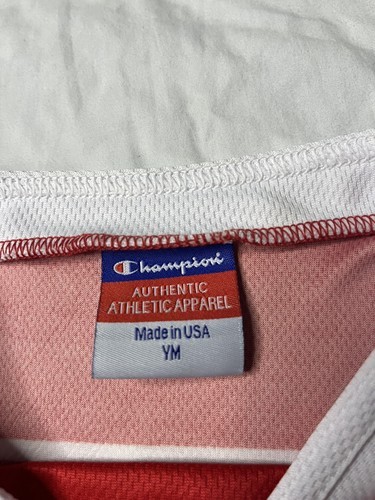 Champion
AUTHENTIC
ATHLETIC APPAREL
Made in USA
YM